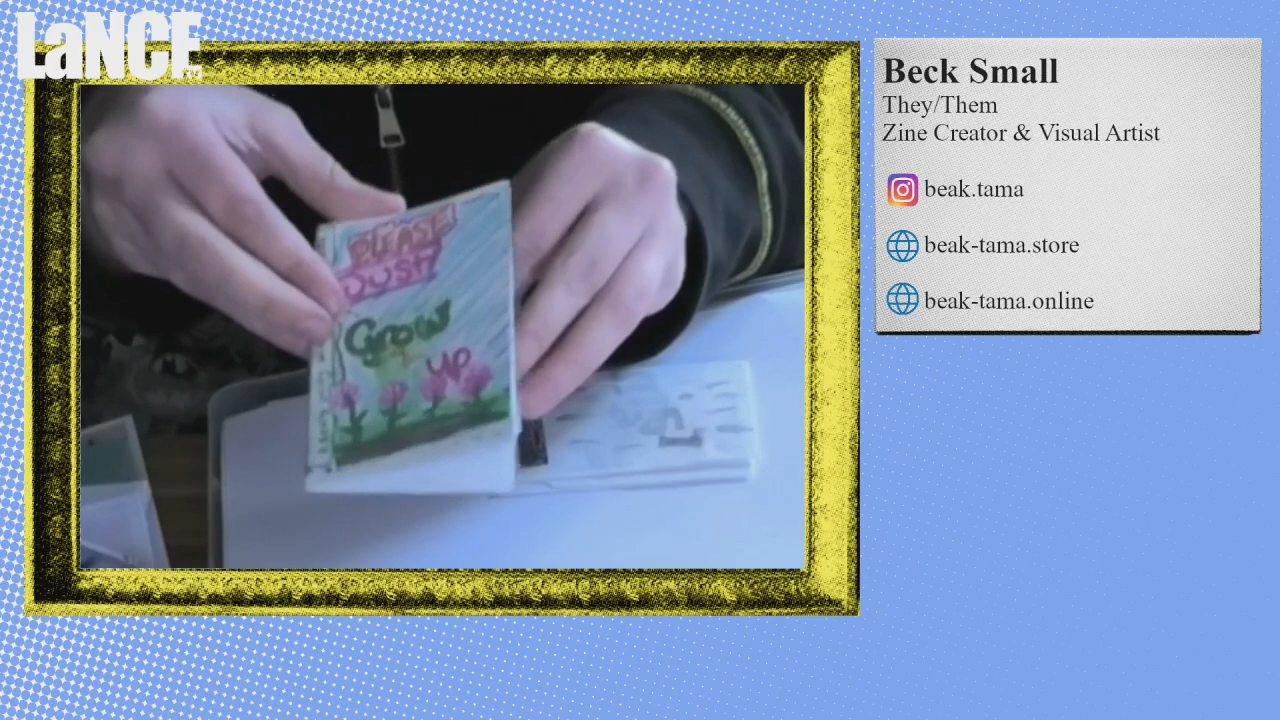 LaNCE
PLEASE
JUST
Grow
up
Beck Small
They/Them
Zine Creator & Visual Artist
beak.tama
beak-tama.store
beak-tama.online